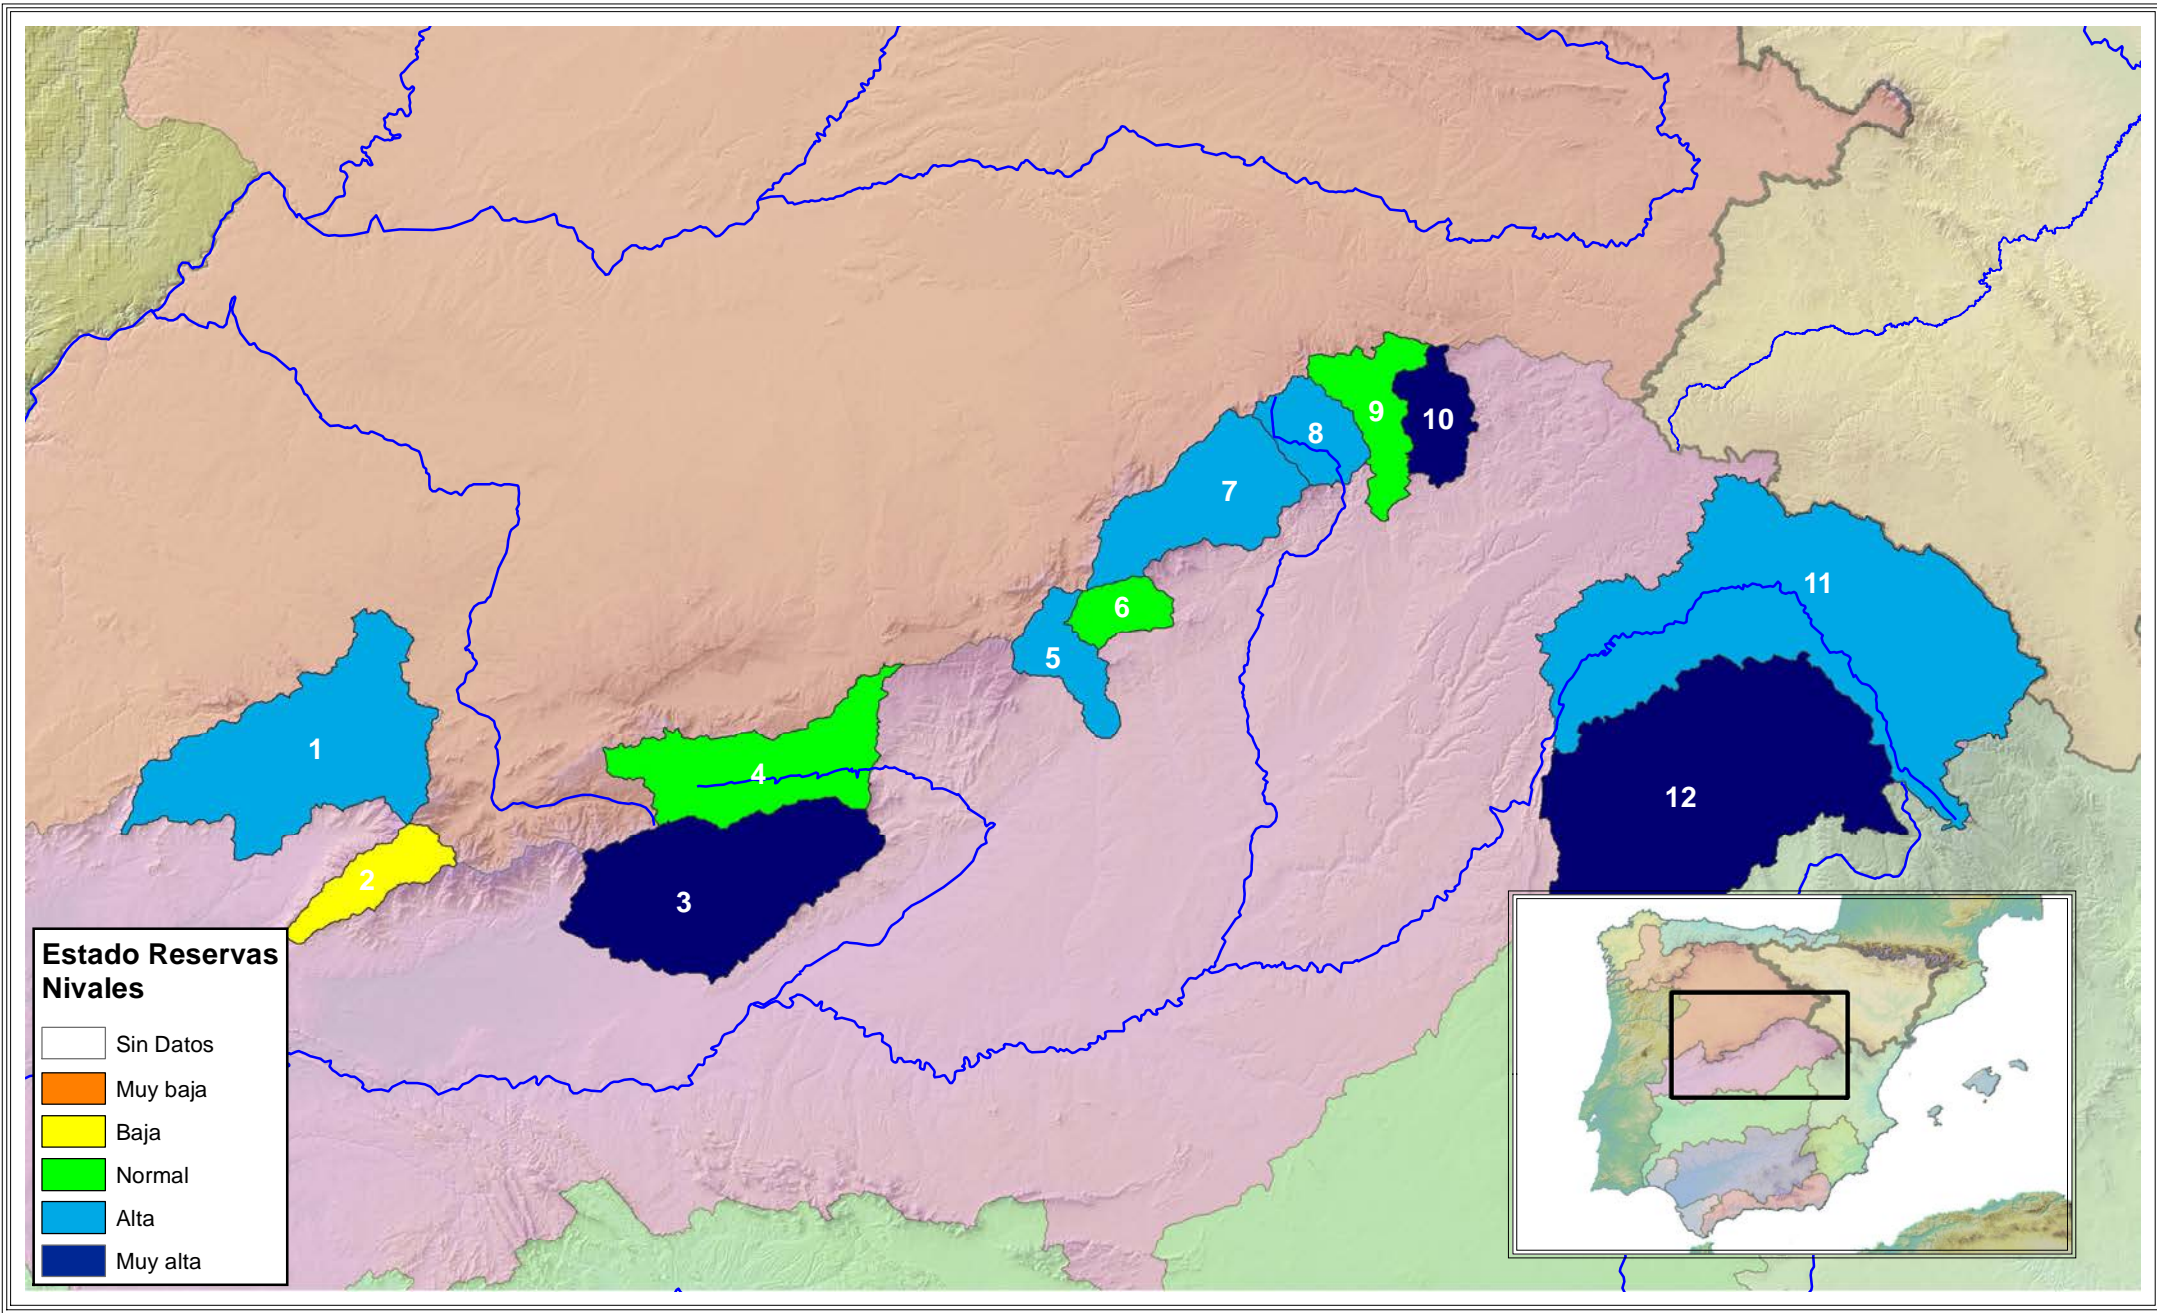 9
10
8
7
11
6
5
1
4
12
2
3
Estado Reservas
Nivales
Sin Datos
Muy baja
Baja
Normal
Alta
Muy alta